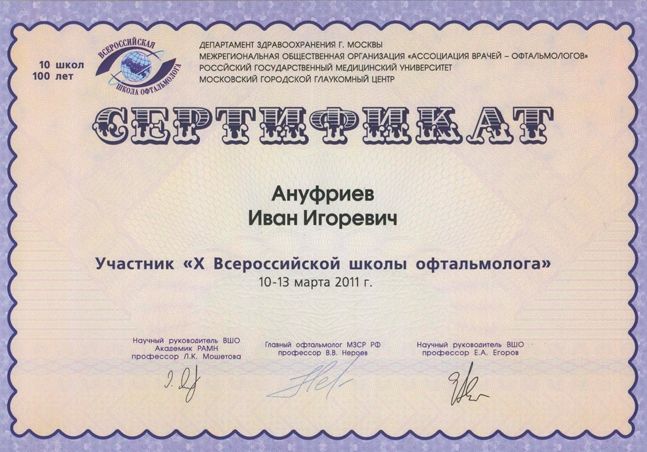 10 школ
100 лет
ВСЕРОССИЙСКАЯ
ШКОЛА ОФТАЛЬМОЛОГА
ДЕПАРТАМЕНТ ЗДРАВООХРАНЕНИЯ Г. МОСКВЫ
МЕЖРЕГИОНАЛЬНАЯ ОБЩЕСТВЕННАЯ ОРГАНИЗАЦИЯ «АССОЦИАЦИЯ ВРАЧЕЙ – ОФТАЛЬМОЛОГОВ»
РОССЙСКИЙ ГОСУДАРСТВЕННЫЙ МЕДИЦИНСКИЙ УНИВЕРСИТЕТ
МОСКОВСКИЙ ГОРОДСКОЙ ГЛАУКОМНЫЙ ЦЕНТР
СЕРТИФИКАТ
Ануфриев
Иван Игоревич
Участник «X Всероссийской школы офтальмолога»
10-13 марта 2011 г.
Научный руководитель ВШО
Академик РАМН
профессор Л.К. Мошетова
Главный офтальмолог МЗСР РФ
профессор В.В. Нероев
Научный руководитель ВШО
профессор Е.А. Егоров